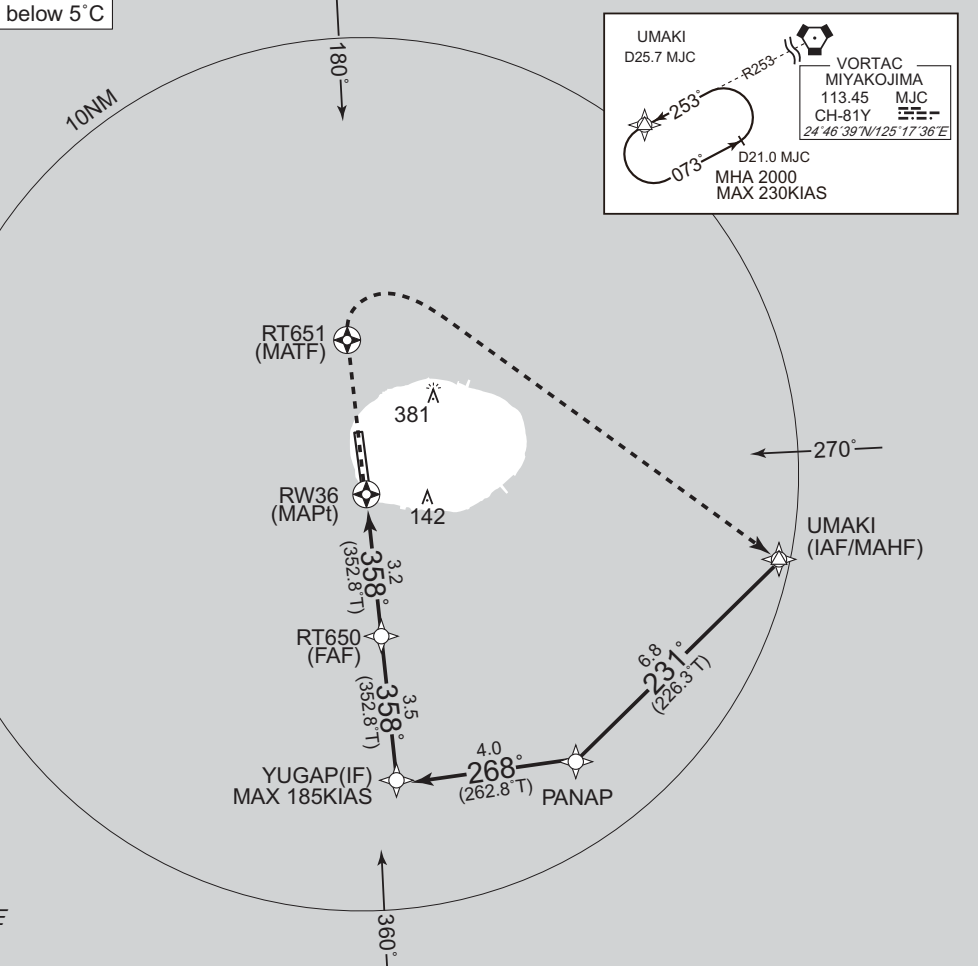 below 5˚C
180˚
10NM
UMAKI
D25.7 MJC
R253
253˚
073˚
D21.0 MJC
MHA 2000
MAX 230KIAS
VORTAC
MIYAKOJIMA
113.45 MJC
CH-81Y
24˚46´39˝N/125˚17´36˝E
RT651
(MATF)
381
270˚
RW36
(MAPt)
142
UMAKI
(IAF/MAHF)
3.2
358˚
(352.8˚T)
RT650
(FAF)
6.8
231˚
(226.3˚T)
3.5
358˚
(352.8˚T)
4.0
268˚
(262.8˚T)
YUGAP(IF)
MAX 185KIAS
PANAP
360˚